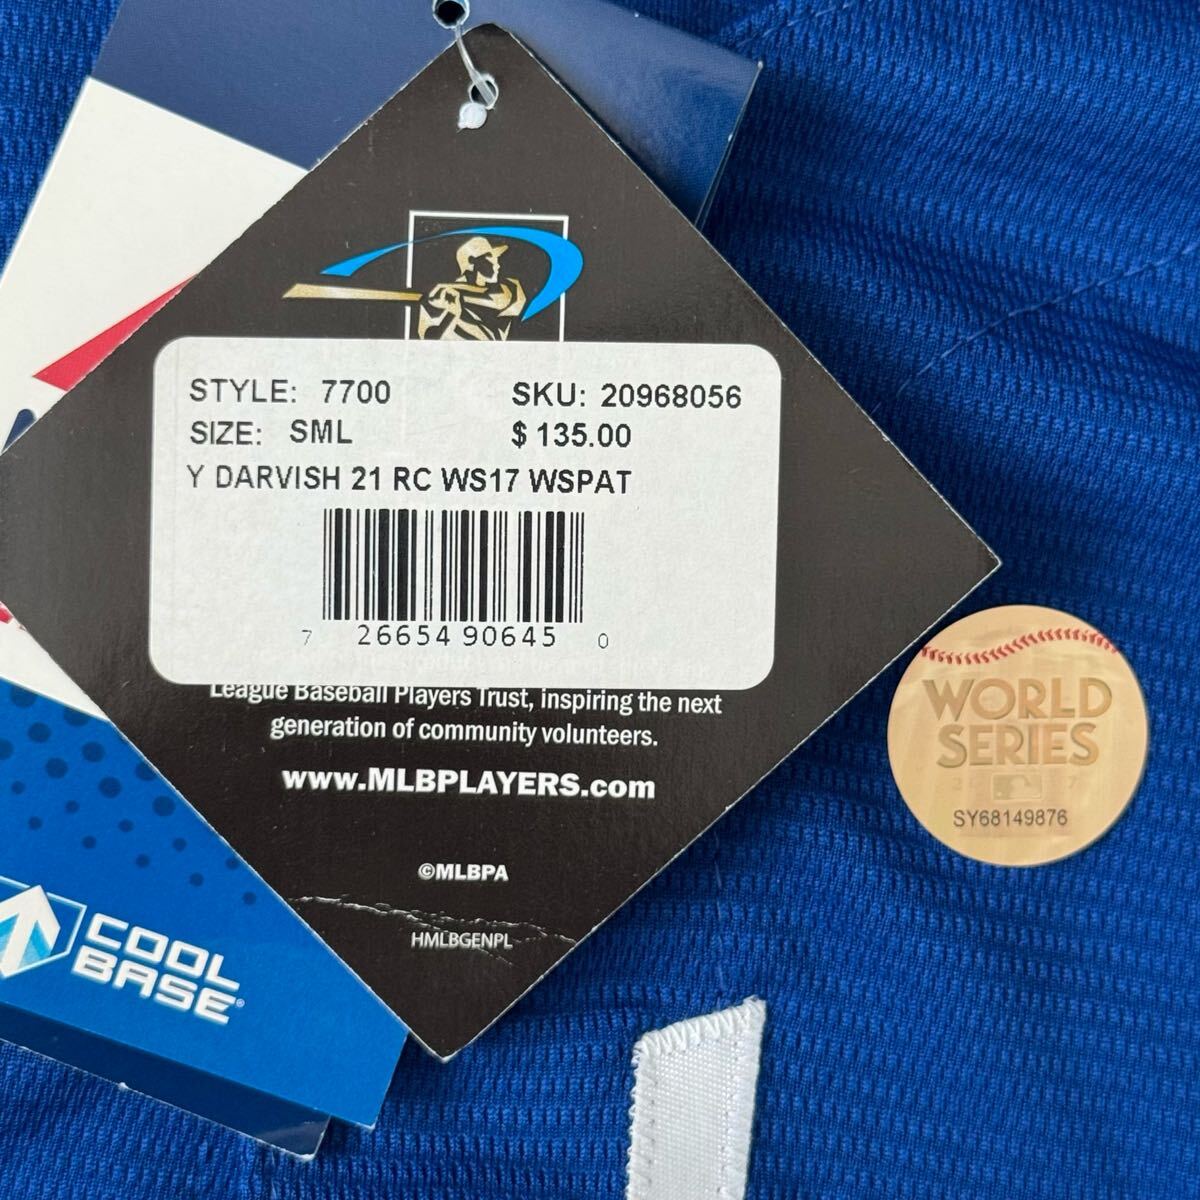 STYLE: 7700 SKU: 20968056
SIZE: SML $ 135.00
Y DARVISH 21 RC WS17 WSPAT
7 26654 90645 0
League Baseball Players Trust, inspiring the next
generation of community volunteers.
www.MLBPLAYERS.com
©MLBPA
HMLBGENPL
COOL
BASE®
WORLD
SERIES
SY68149876